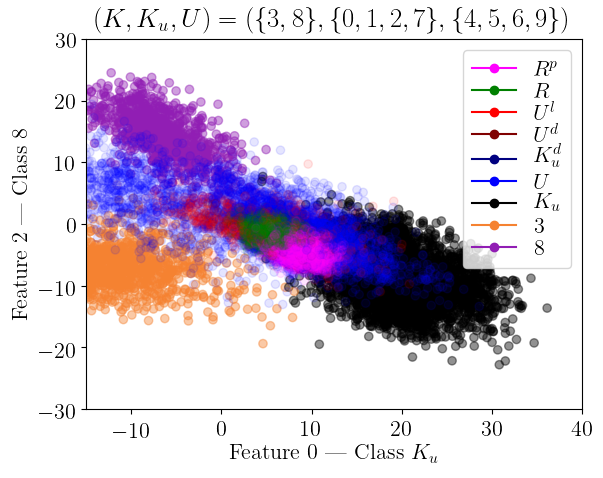 (K, K_u, U) = ({3, 8}, {0, 1, 2, 7}, {4, 5, 6, 9})
30
20
10
0
−10
−20
−30
Feature 2 — Class 8
R^p
R
U^l
U^d
K_u^d
U
K_u
3
8
−10
0
10
20
30
40
Feature 0 — Class K_u